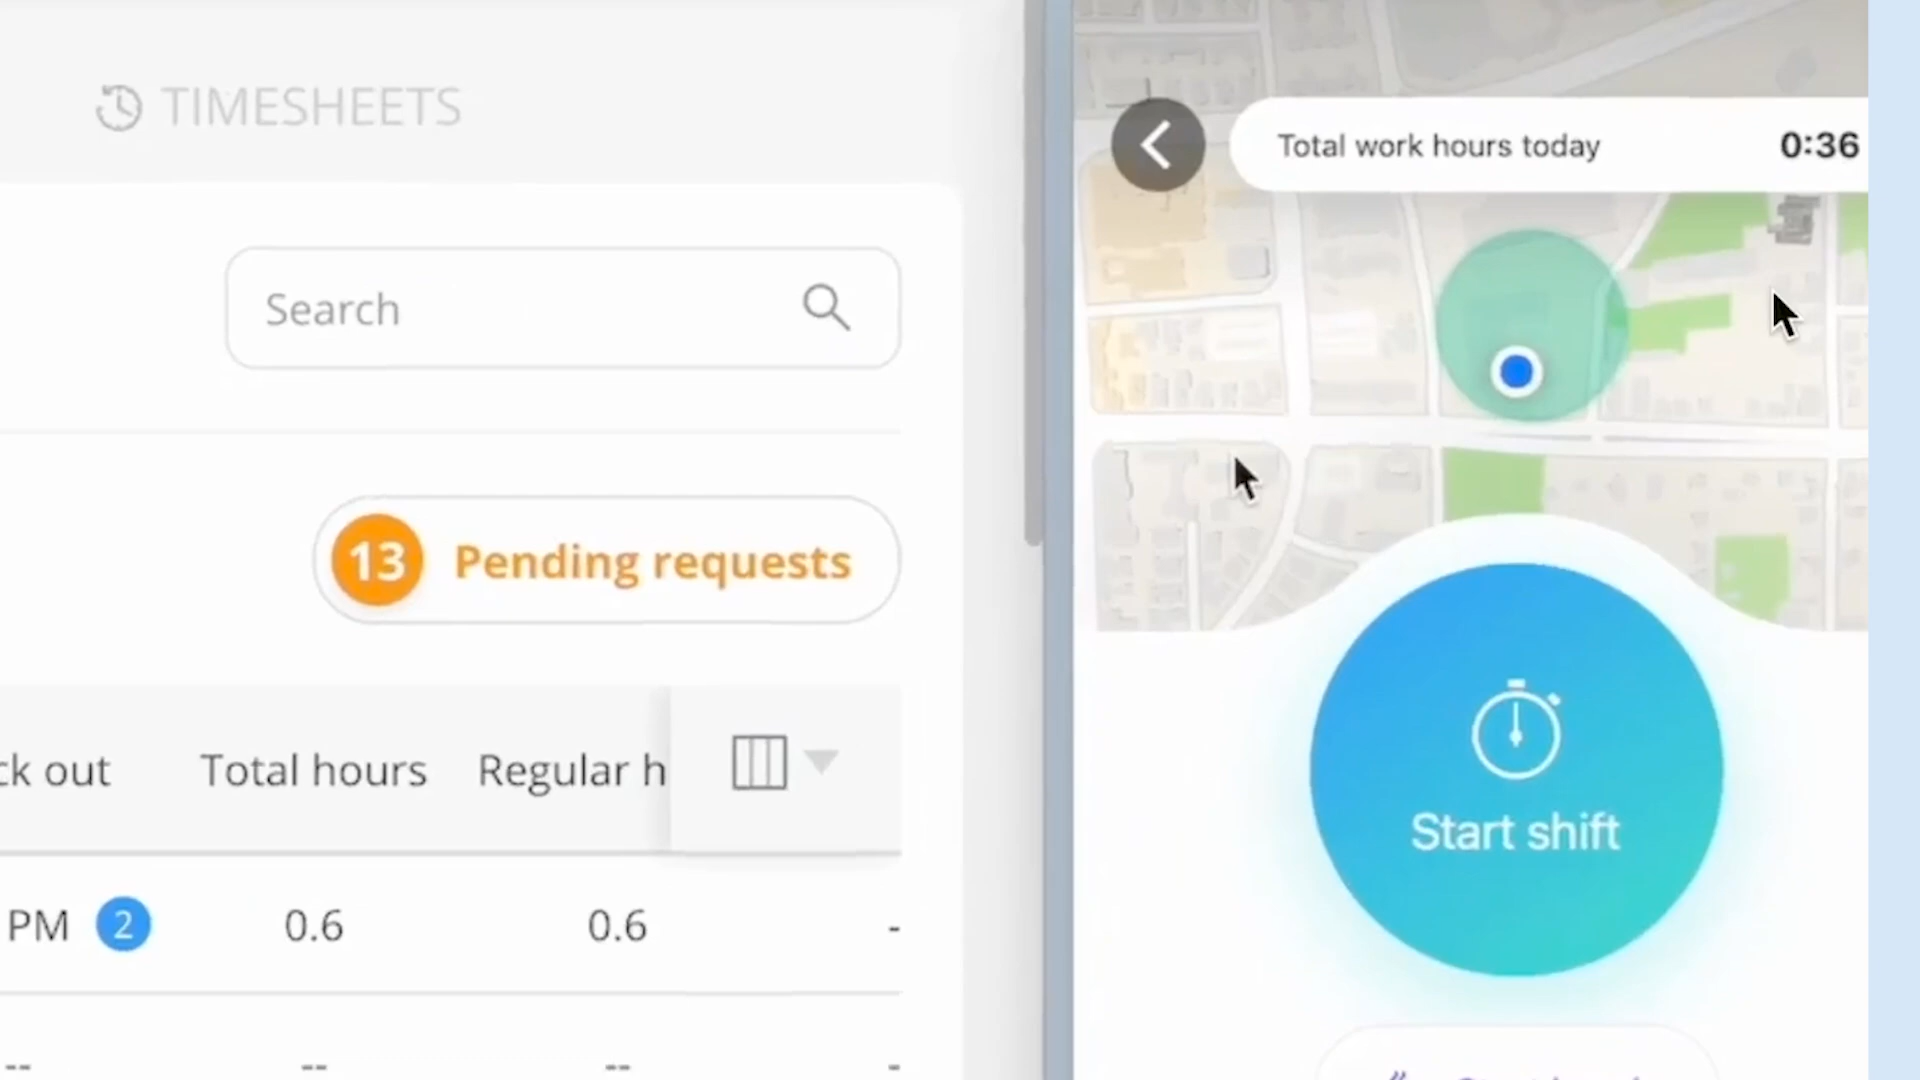 TIMESHEETS
Search
13 Pending requests
ck out Total hours Regular h
PM 2 0.6 0.6 -
-- -- -- -
Total work hours today 0:36
Start shift